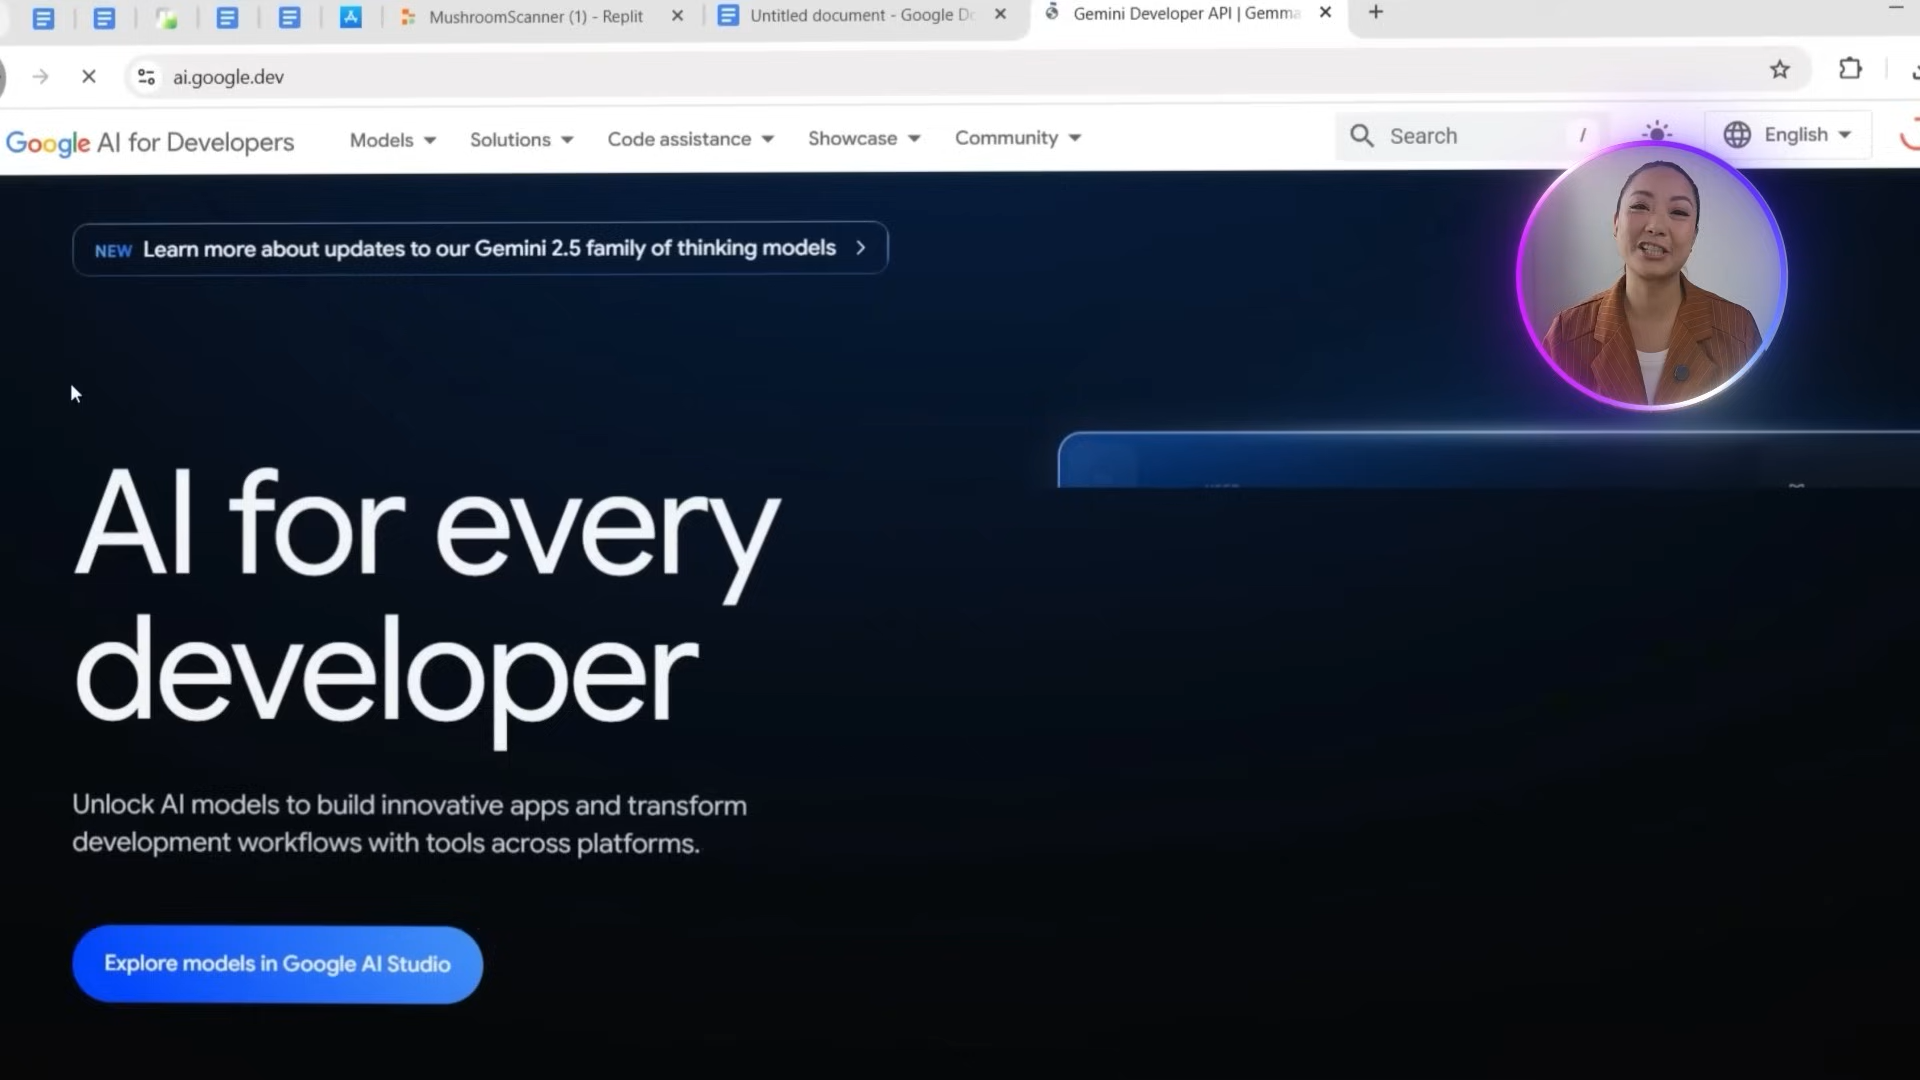 MushroomScanner (1) - Replit
Untitled document - Google Do
Gemini Developer API | Gemma
ai.google.dev
Google AI for Developers
Models
Solutions
Code assistance
Showcase
Community
Search
/
English
NEW Learn more about updates to our Gemini 2.5 family of thinking models
AI for every
developer
Unlock AI models to build innovative apps and transform
development workflows with tools across platforms.
Explore models in Google AI Studio